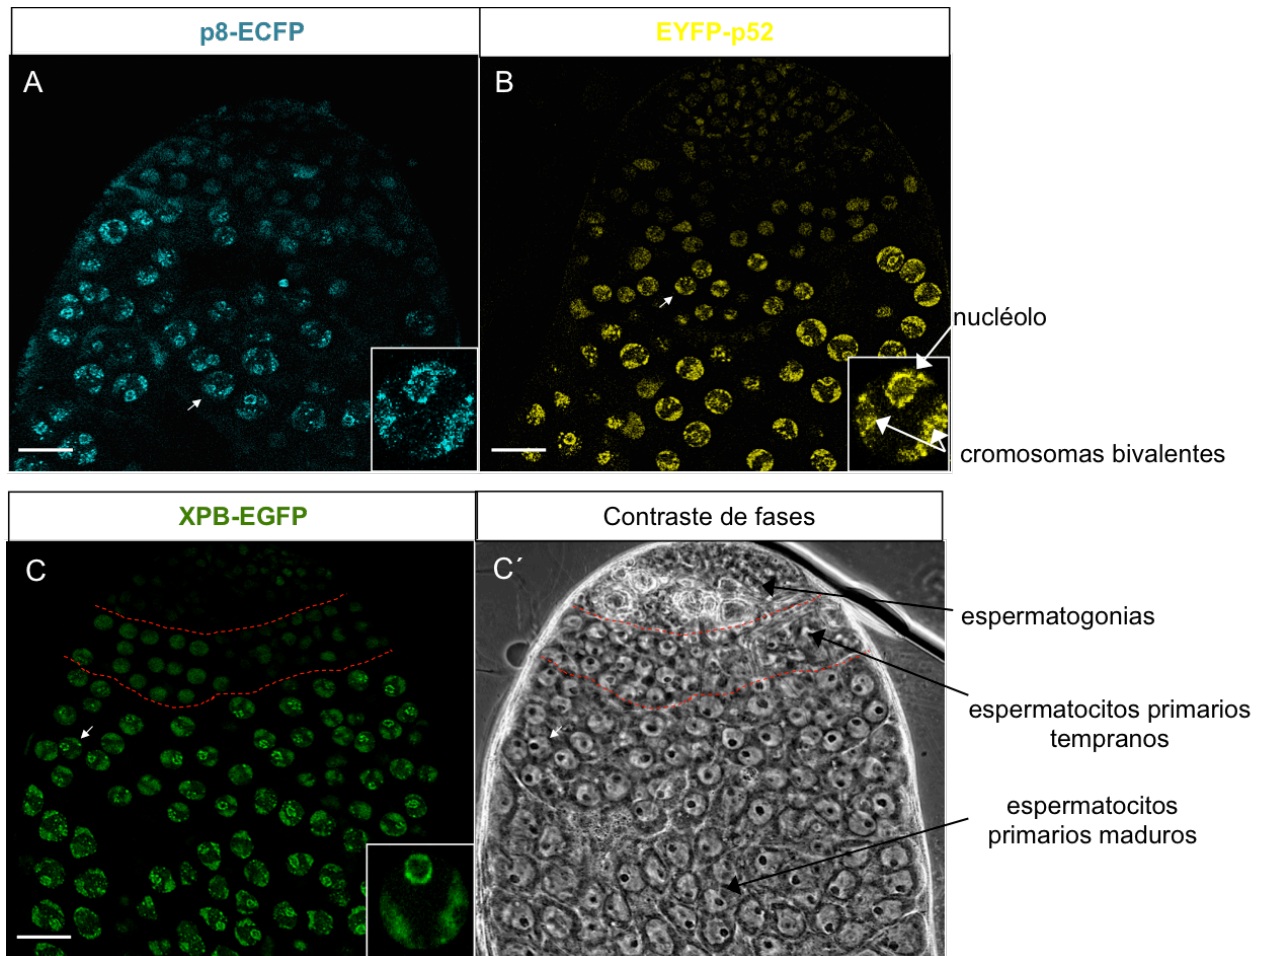 p8-ECFP
EYFP-p52
A
B
nucléolo
cromosomas bivalentes
XPB-EGFP
Contraste de fases
C
C´
espermatogonias
espermatocitos primarios
tempranos
espermatocitos
primarios maduros